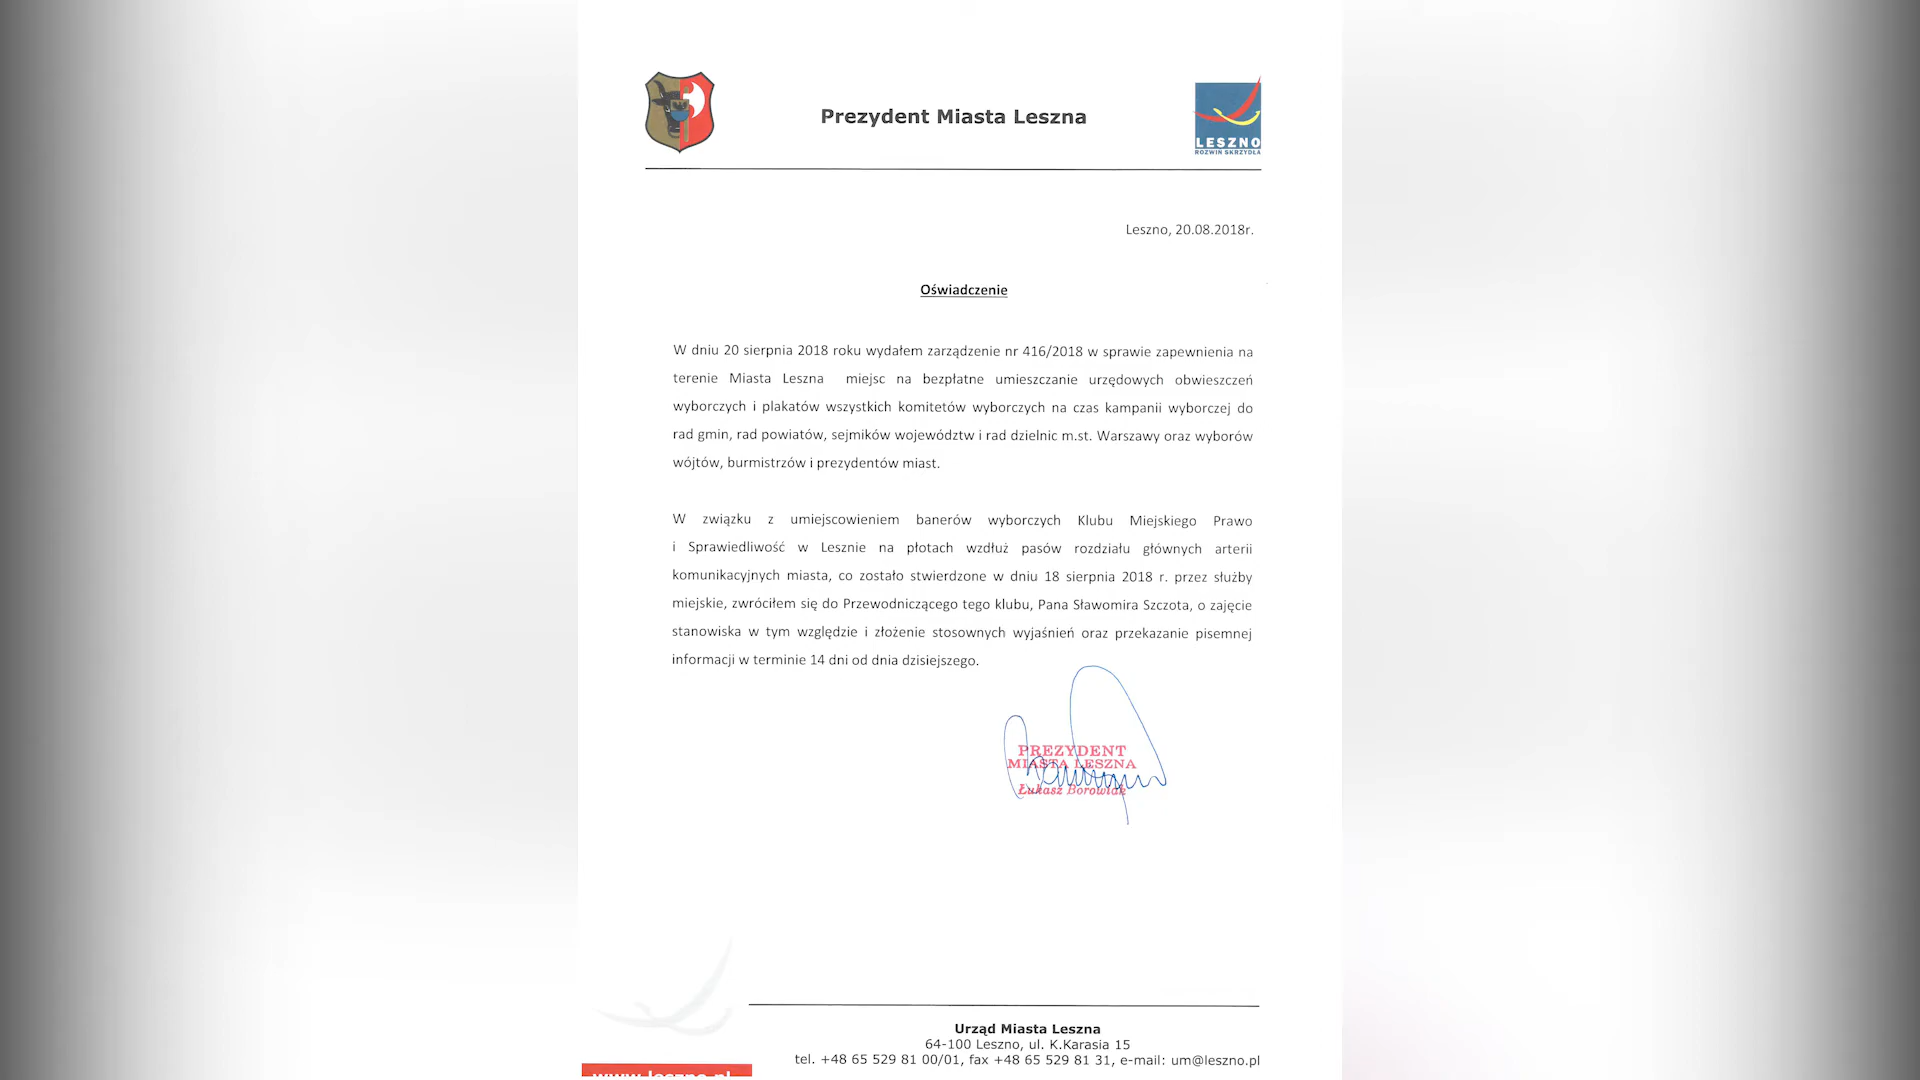 Prezydent Miasta Leszna
LESZNO
ROZWIŃ SKRZYDŁA
Leszno, 20.08.2018r.
Oświadczenie
W dniu 20 sierpnia 2018 roku wydałem zarządzenie nr 416/2018 w sprawie zapewnienia na
terenie Miasta Leszna miejsc na bezpłatne umieszczanie urzędowych obwieszczeń
wyborczych i plakatów wszystkich komitetów wyborczych na czas kampanii wyborczej do
rad gmin, rad powiatów, sejmików województw i rad dzielnic m.st. Warszawy oraz wyborów
wójtów, burmistrzów i prezydentów miast.
W związku z umiejscowieniem banerów wyborczych Klubu Miejskiego Prawo
i Sprawiedliwość w Lesznie na płotach wzdłuż pasów rozdziału głównych arterii
komunikacyjnych miasta, co zostało stwierdzone w dniu 18 sierpnia 2018 r. przez służby
miejskie, zwróciłem się do Przewodniczącego tego klubu, Pana Sławomira Szczota, o zajęcie
stanowiska w tym względzie i złożenie stosownych wyjaśnień oraz przekazanie pisemnej
informacji w terminie 14 dni od dnia dzisiejszego.
PREZYDENT
MIASTA LESZNA
Łukasz Borowiak
Urząd Miasta Leszna
64-100 Leszno, ul. K.Karasia 15
tel. +48 65 529 81 00/01, fax +48 65 529 81 31, e-mail: um@leszno.pl
www.leszno.pl